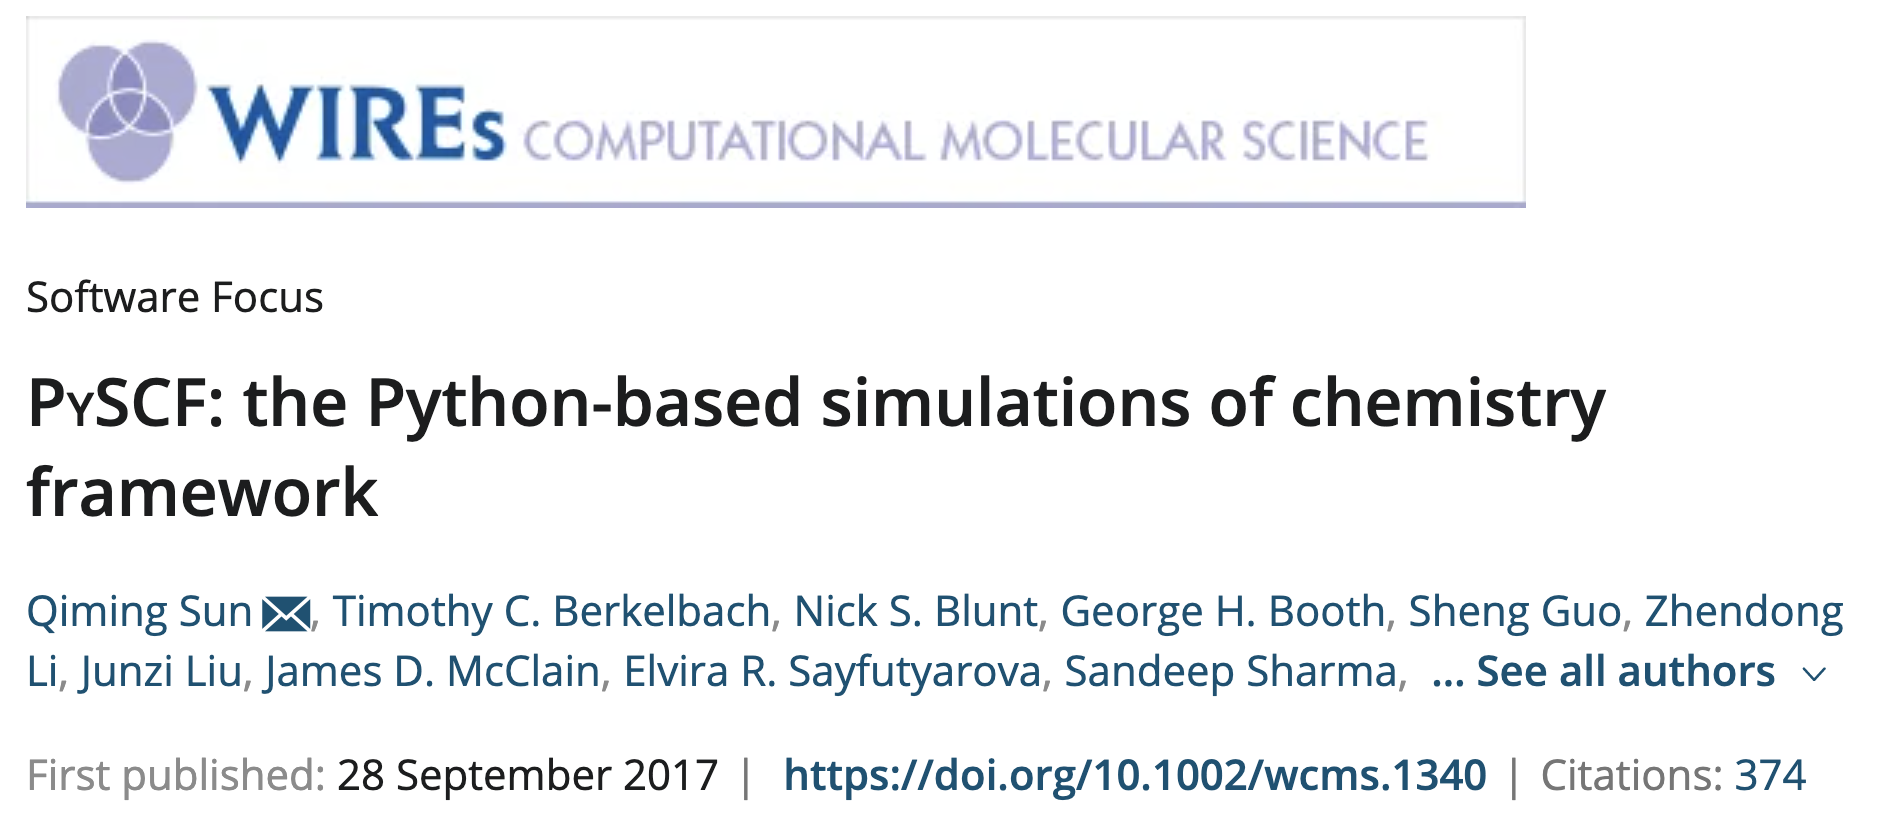 WIREs COMPUTATIONAL MOLECULAR SCIENCE
Software Focus
PySCF: the Python-based simulations of chemistry
framework
Qiming Sun, Timothy C. Berkelbach, Nick S. Blunt, George H. Booth, Sheng Guo, Zhendong
Li, Junzi Liu, James D. McClain, Elvira R. Sayfutyarova, Sandeep Sharma, ... See all authors
First published: 28 September 2017 | https://doi.org/10.1002/wcms.1340 | Citations: 374